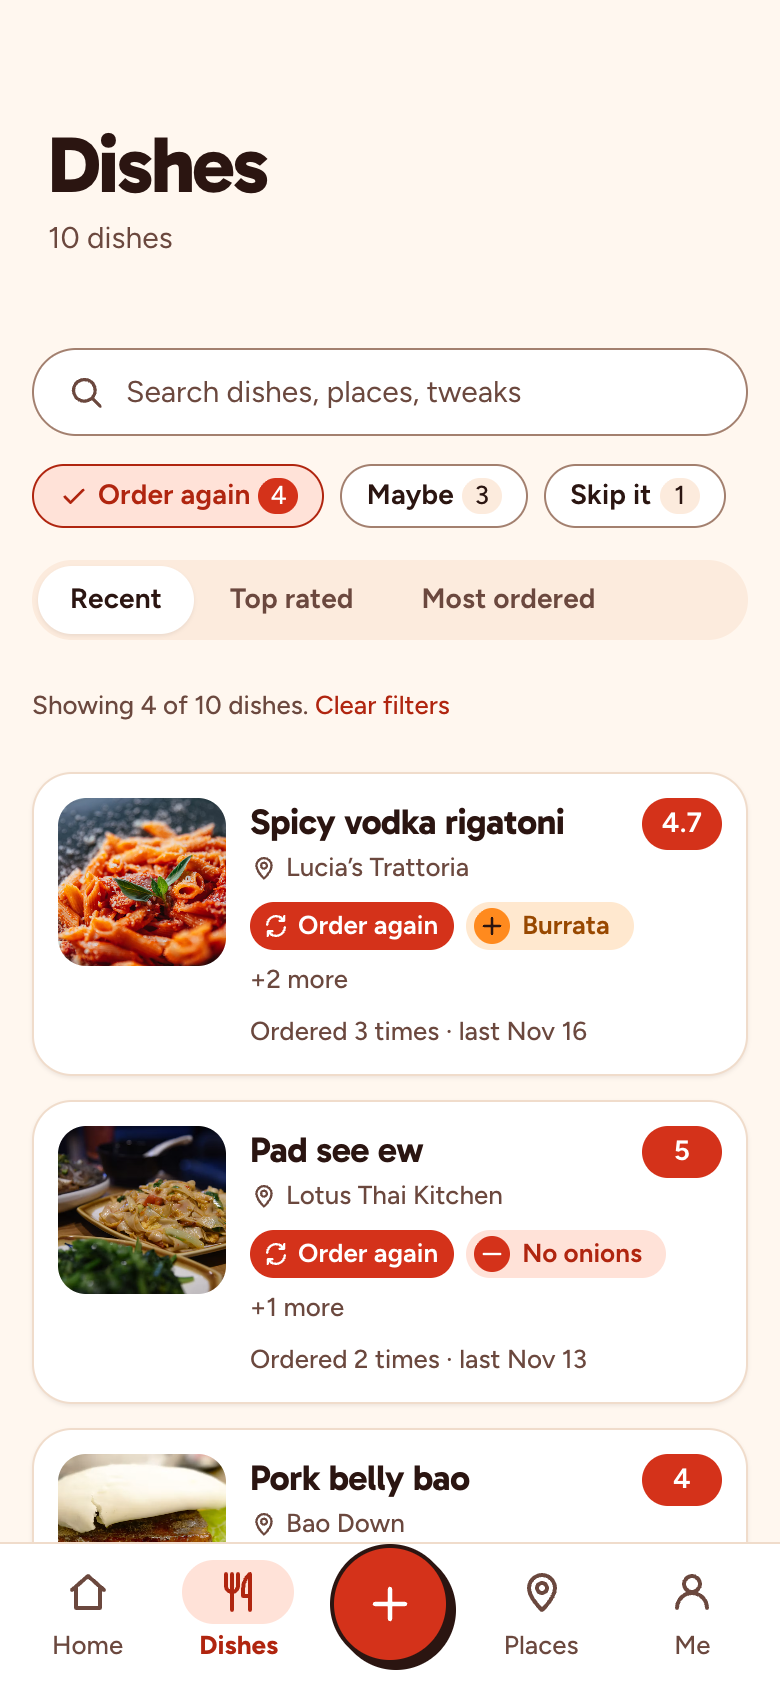 Dishes
10 dishes
Search dishes, places, tweaks
Order again 4
Maybe 3
Skip it 1
Recent
Top rated
Most ordered
Showing 4 of 10 dishes. Clear filters
Spicy vodka rigatoni
4.7
Lucia’s Trattoria
Order again
Burrata
+2 more
Ordered 3 times · last Nov 16
Pad see ew
5
Lotus Thai Kitchen
Order again
No onions
+1 more
Ordered 2 times · last Nov 13
Pork belly bao
4
Bao Down
Home
Dishes
Places
Me